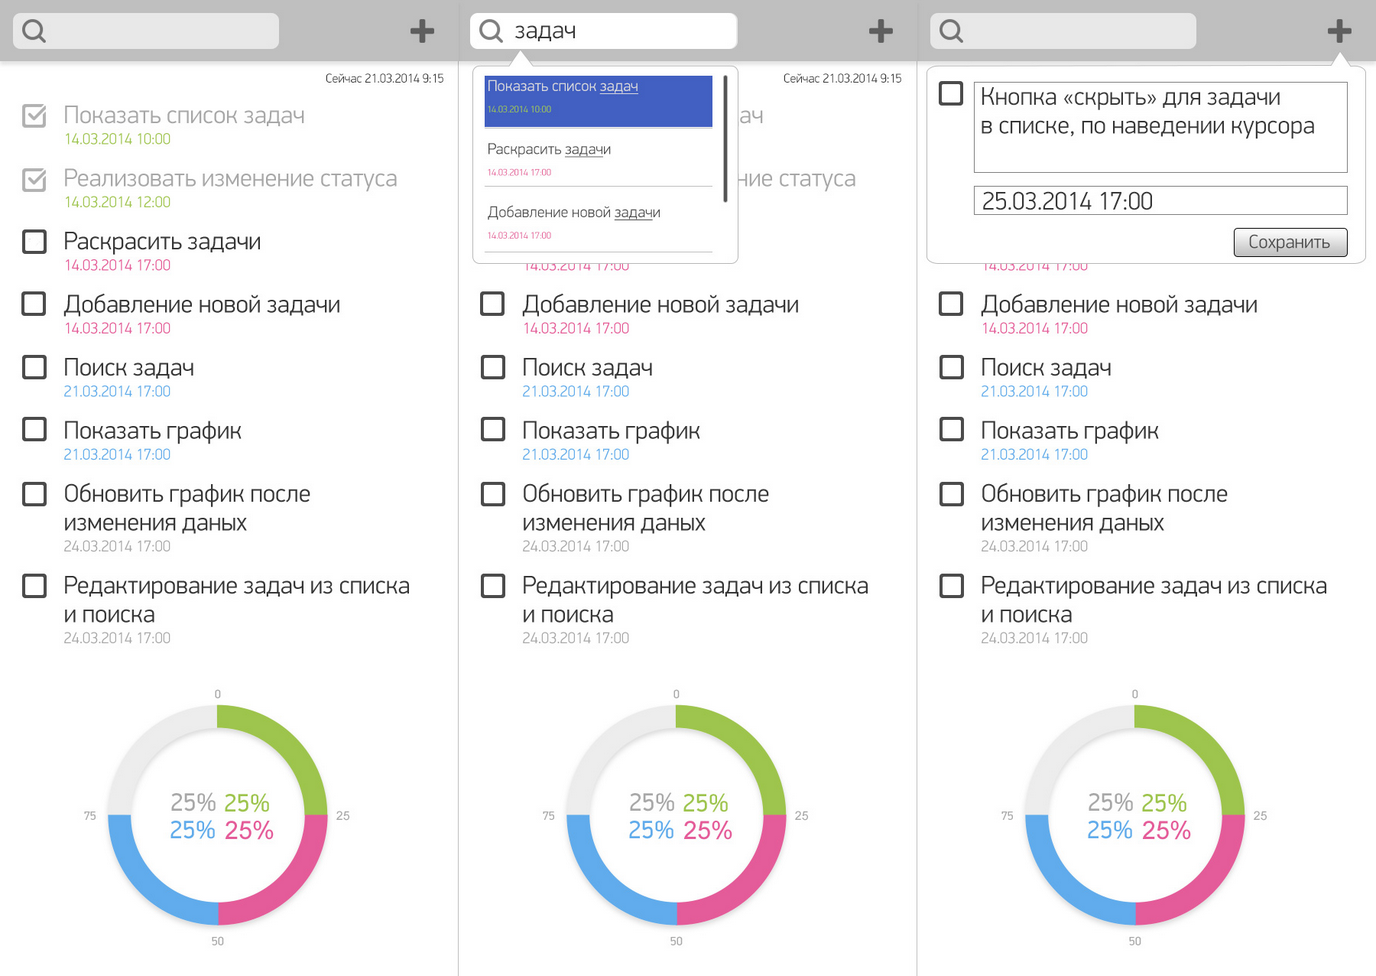 Сейчас 21.03.2014 9:15
Показать список задач
14.03.2014 10:00
Реализовать изменение статуса
14.03.2014 12:00
Раскрасить задачи
14.03.2014 17:00
Добавление новой задачи
14.03.2014 17:00
Поиск задач
21.03.2014 17:00
Показать график
21.03.2014 17:00
Обновить график после
изменения даных
24.03.2014 17:00
Редактирование задач из списка
и поиска
24.03.2014 17:00
0
25% 25%
75
25
25% 25%
50
задач
Сейчас 21.03.2014 9:15
Показать список задач
14.03.2014 10:00
Раскрасить задачи
14.03.2014 17:00
Добавление новой задачи
14.03.2014 17:00
ач
ние статуса
14.03.2014 17:00
Добавление новой задачи
14.03.2014 17:00
Поиск задач
21.03.2014 17:00
Показать график
21.03.2014 17:00
Обновить график после
изменения даных
24.03.2014 17:00
Редактирование задач из списка
и поиска
24.03.2014 17:00
0
25% 25%
75
25
25% 25%
50
Кнопка «скрыть» для задачи
в списке, по наведении курсора
25.03.2014 17:00
Сохранить
14.03.2014 17:00
Добавление новой задачи
14.03.2014 17:00
Поиск задач
21.03.2014 17:00
Показать график
21.03.2014 17:00
Обновить график после
изменения даных
24.03.2014 17:00
Редактирование задач из списка
и поиска
24.03.2014 17:00
0
25% 25%
75
25
25% 25%
50